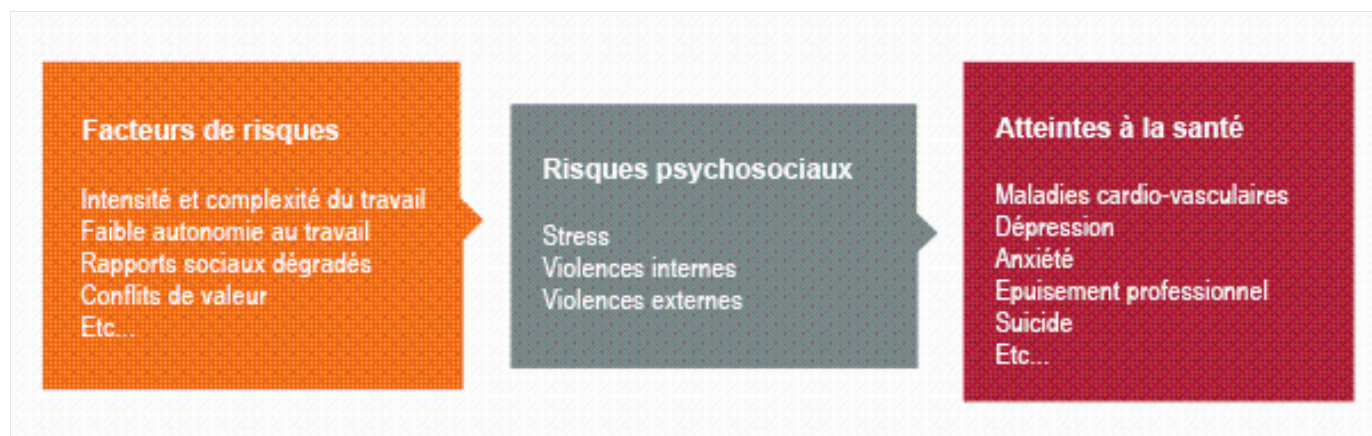 Facteurs de risques
Intensité et complexité du travail
Faible autonomie au travail
Rapports sociaux dégradés
Conflits de valeur
Etc...
Risques psychosociaux
Stress
Violences internes
Violences externes
Atteintes à la santé
Maladies cardio-vasculaires
Dépression
Anxiété
Epuisement professionnel
Suicide
Etc...